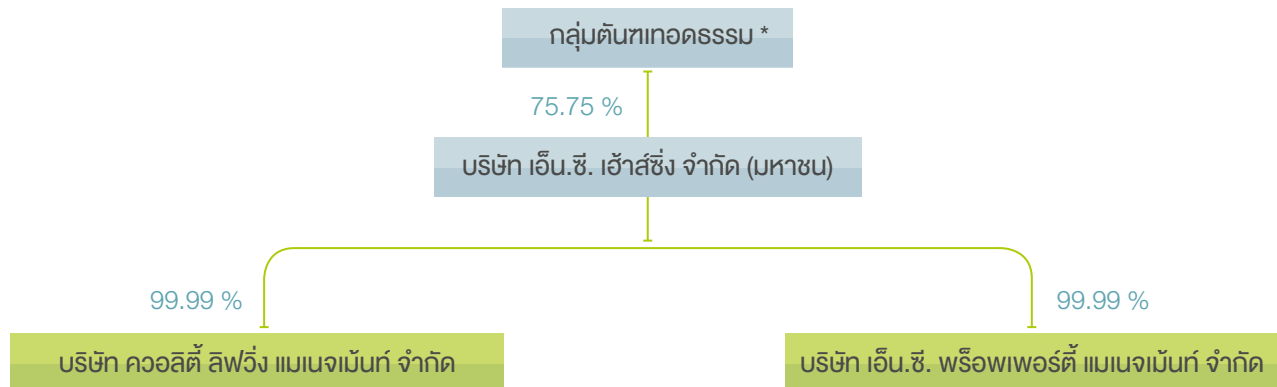 กลุ่มตันฑเทอดธรรม *
75.75 %
บริษัท เอ็น.ซี. เฮ้าส์ซิ่ง จำกัด (มหาชน)
99.99 %
99.99 %
บริษัท ควอลิตี้ ลิฟวิ่ง แมเนจเม้นท์ จำกัด
บริษัท เอ็น.ซี. พร็อพเพอร์ตี้ แมเนจเม้นท์ จำกัด